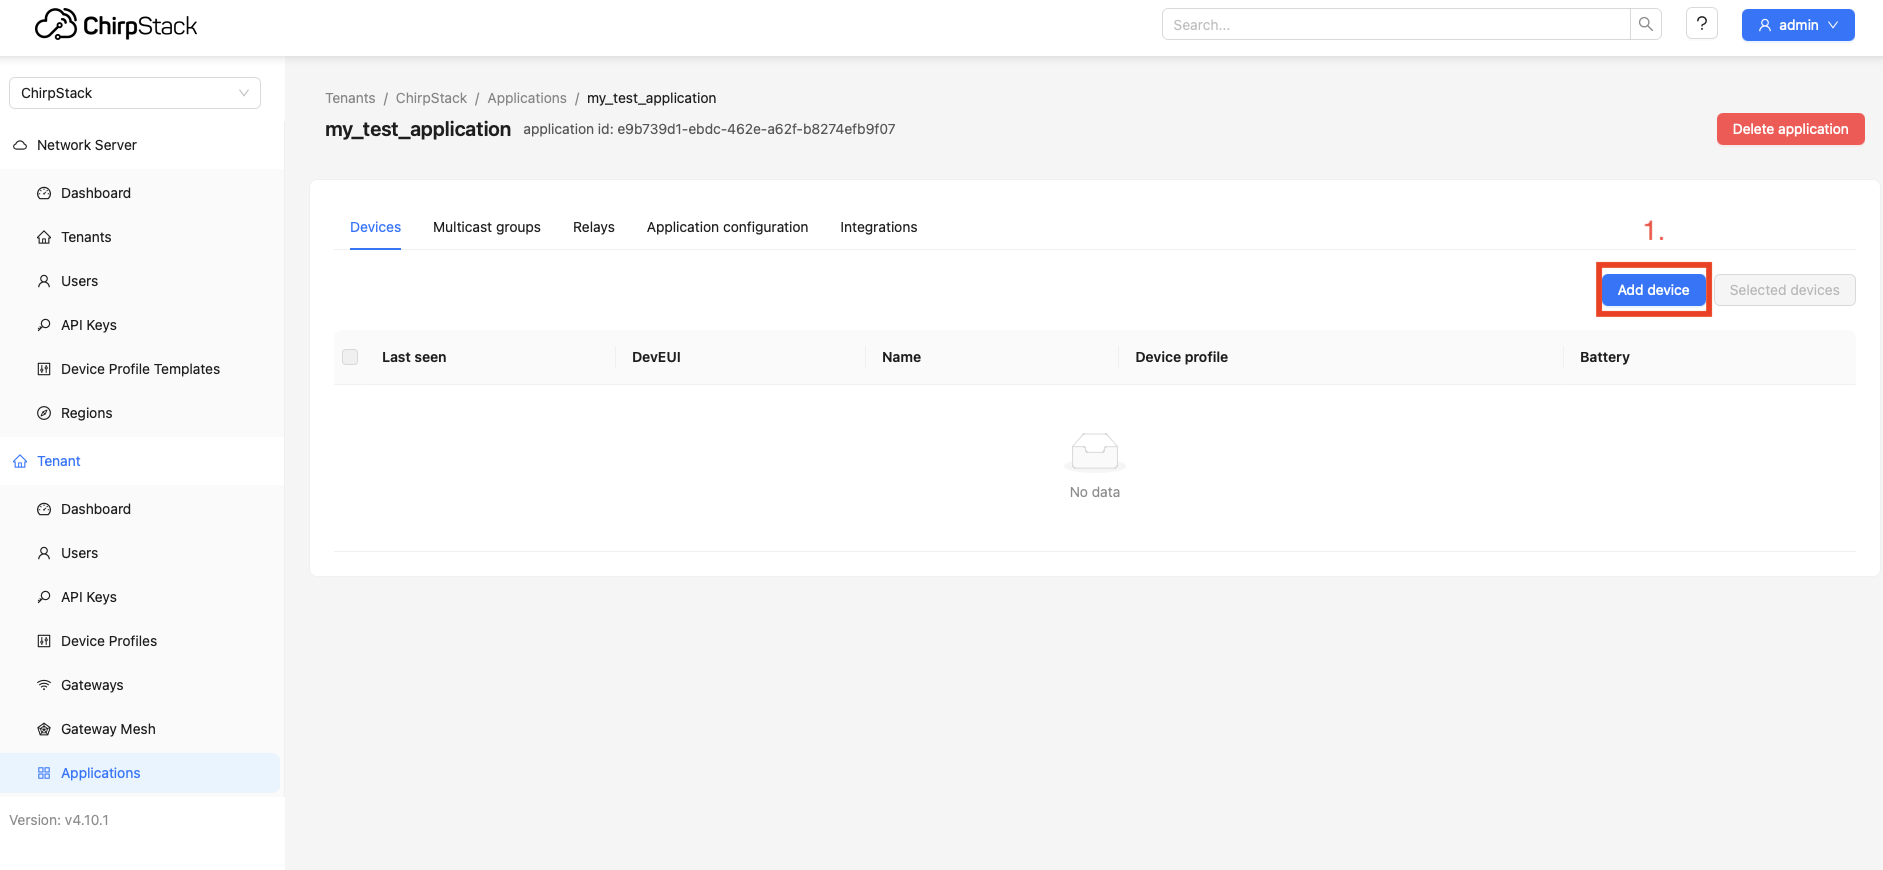 ChirpStack
Search...
?
admin
ChirpStack
Network Server
Dashboard
Tenants
Users
API Keys
Device Profile Templates
Regions
Tenant
Dashboard
Users
API Keys
Device Profiles
Gateways
Gateway Mesh
Applications
Version: v4.10.1
Tenants / ChirpStack / Applications / my_test_application
my_test_application application id: e9b739d1-ebdc-462e-a62f-b8274efb9f07
Delete application
Devices Multicast groups Relays Application configuration Integrations
1.
Add device Selected devices
Last seen DevEUI Name Device profile Battery
No data